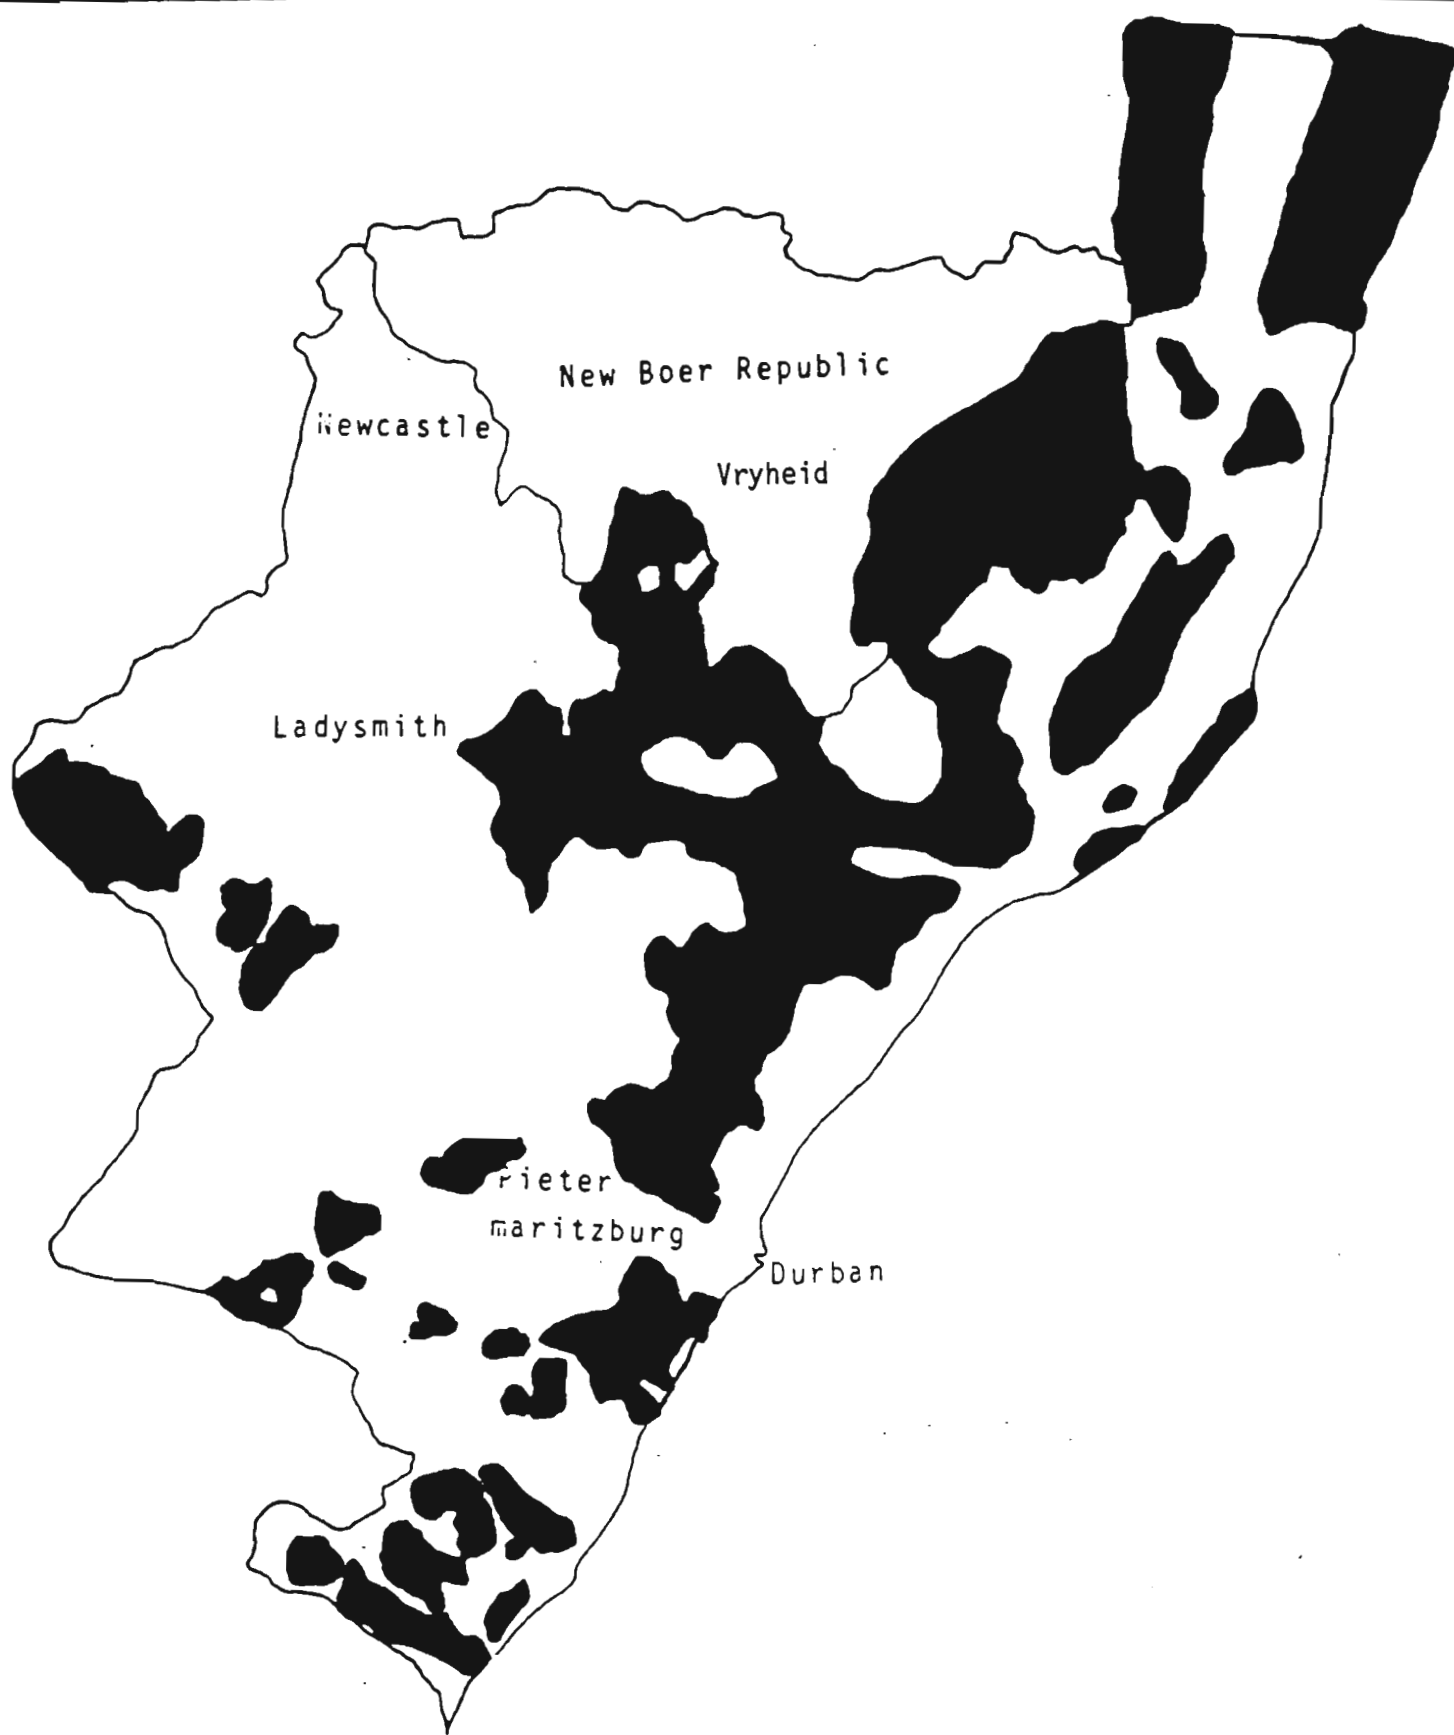 New Boer Republic
Newcastle
Vryheid
Ladysmith
Pieter
maritzburg
Durban